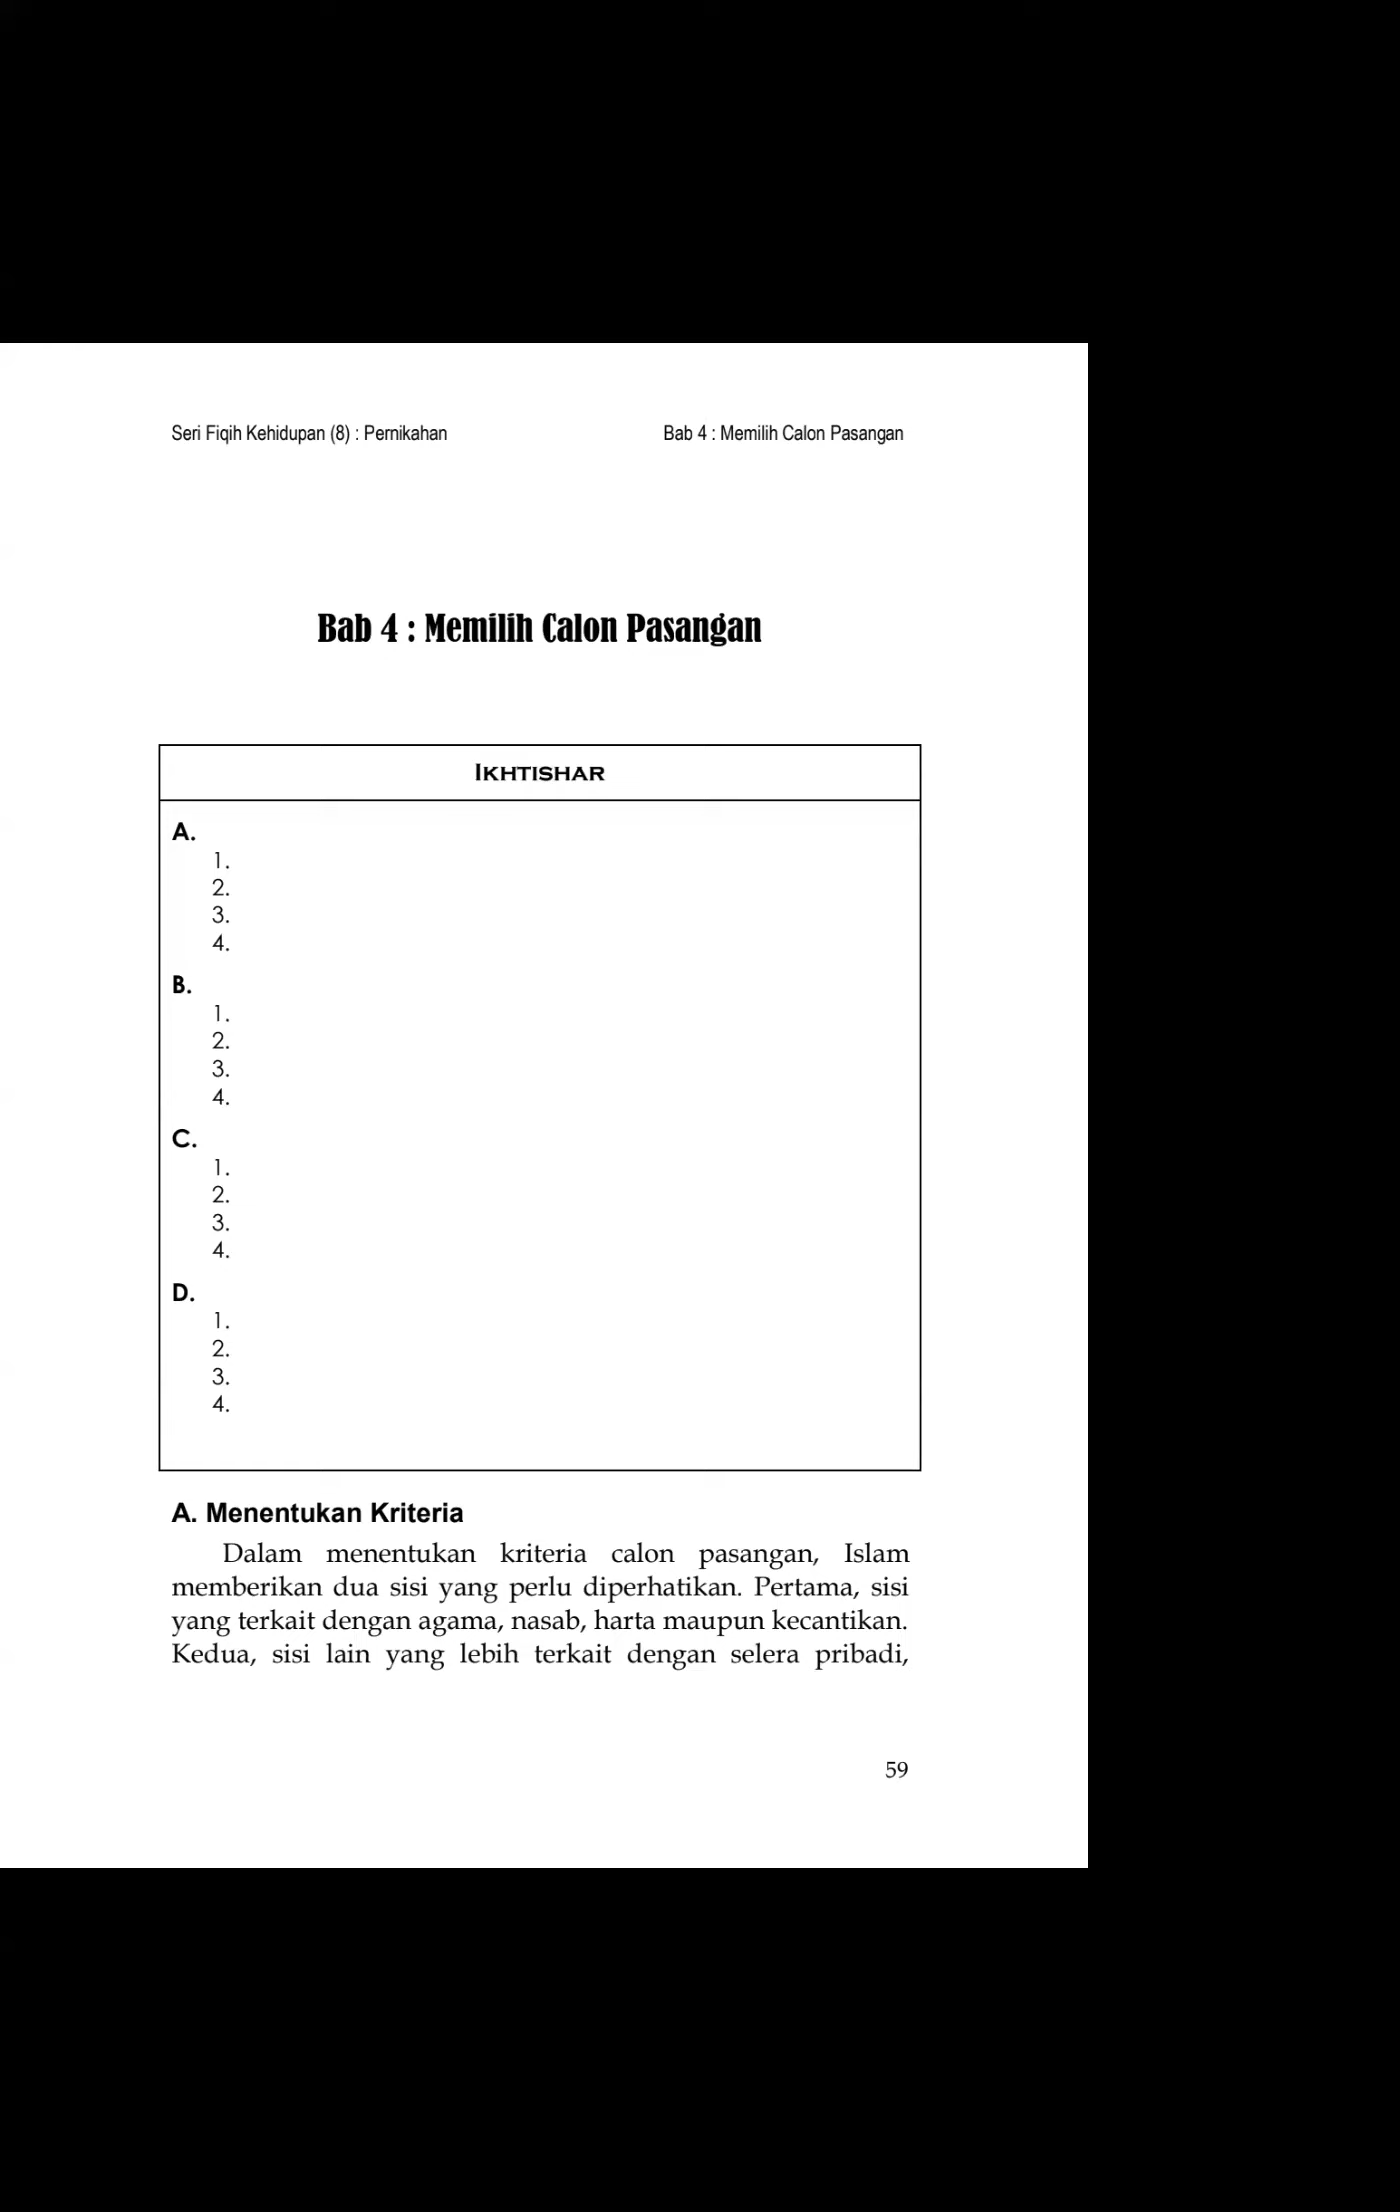 Seri Fiqih Kehidupan (8) : Pernikahan Bab 4 : Memilih Calon Pasangan
Bab 4 : Memilih Calon Pasangan
IKHTISHAR
A.
1.
2.
3.
4.
B.
1.
2.
3.
4.
C.
1.
2.
3.
4.
D.
1.
2.
3.
4.
A. Menentukan Kriteria
Dalam menentukan kriteria calon pasangan, Islam
memberikan dua sisi yang perlu diperhatikan. Pertama, sisi
yang terkait dengan agama, nasab, harta maupun kecantikan.
Kedua, sisi lain yang lebih terkait dengan selera pribadi,
59